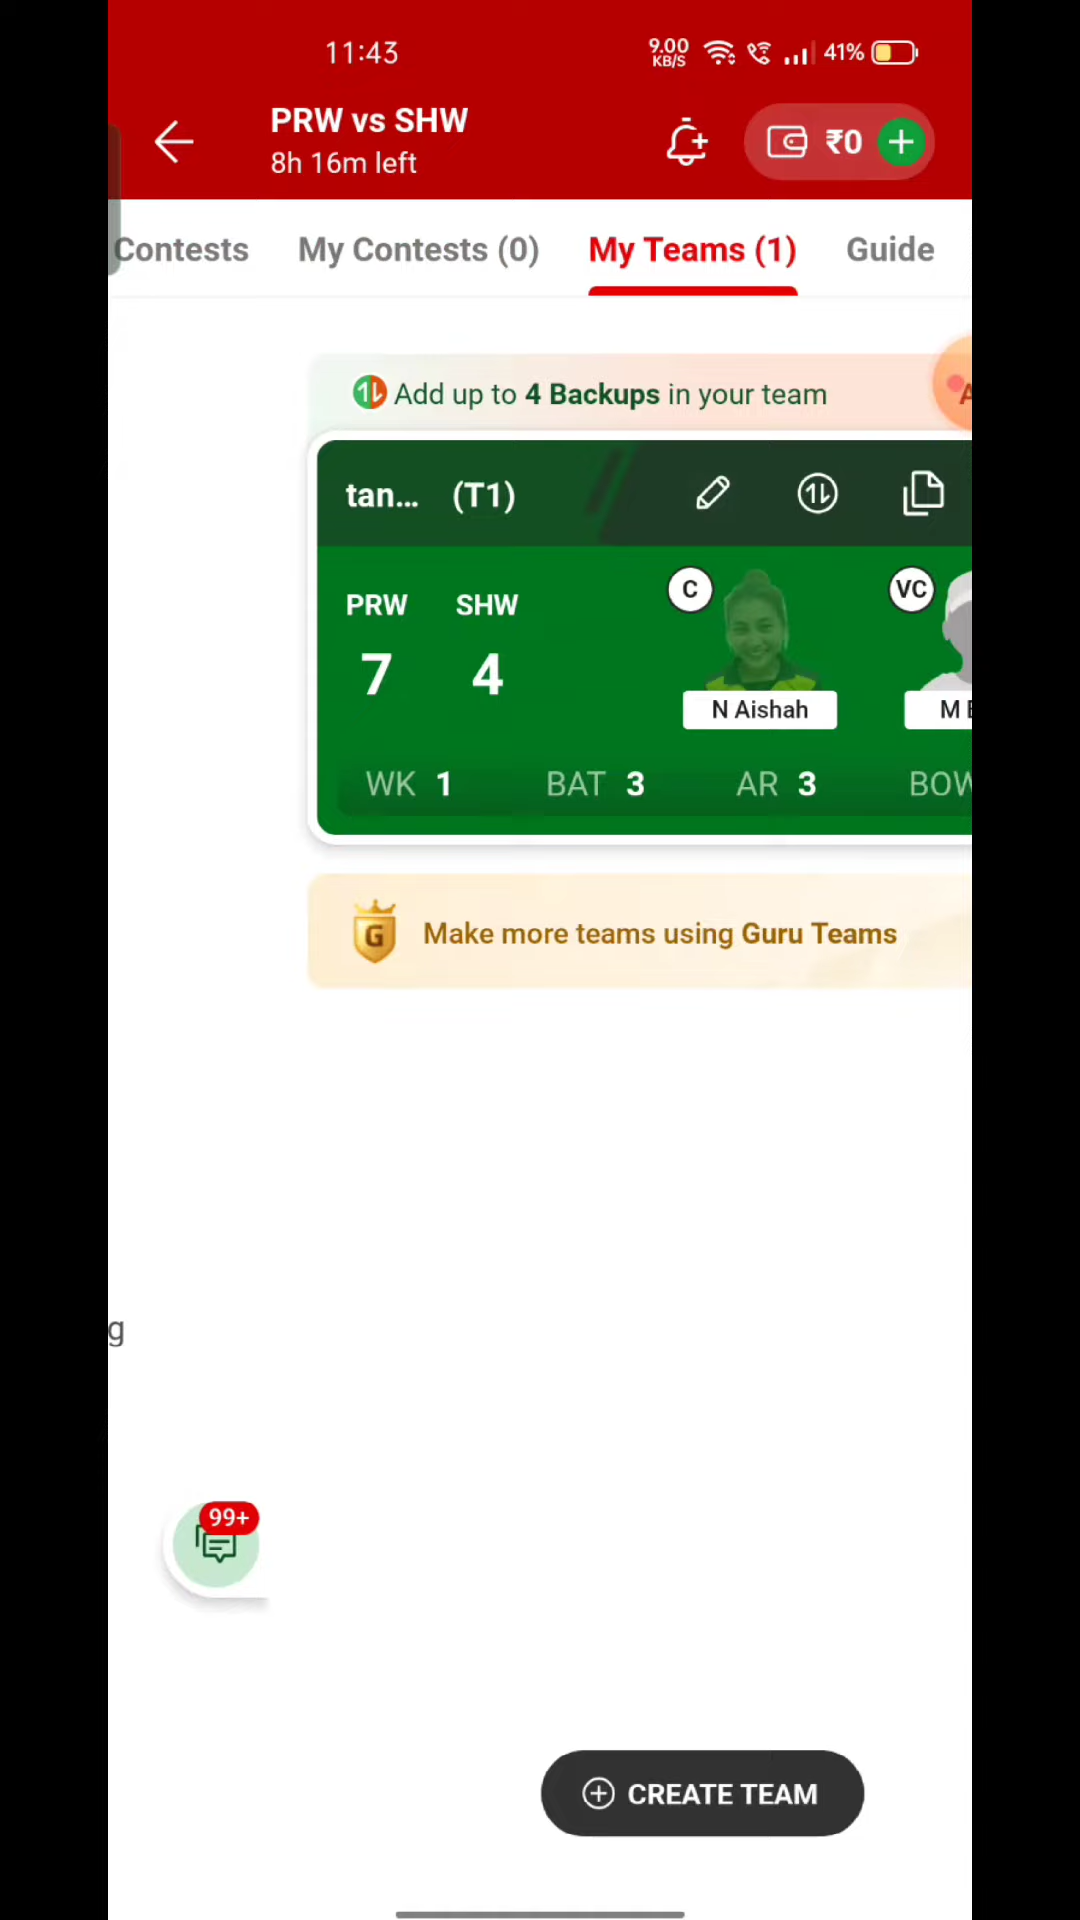 11:43
9.00
KB/S
41%
PRW vs SHW
8h 16m left
₹0
Contests
My Contests (0)
My Teams (1)
Guide
Add up to 4 Backups in your team
A
tan... (T1)
PRW SHW
7 4
C
VC
N Aishah
M
WK 1
BAT 3
AR 3
BOW
G
Make more teams using Guru Teams
g
99+
CREATE TEAM